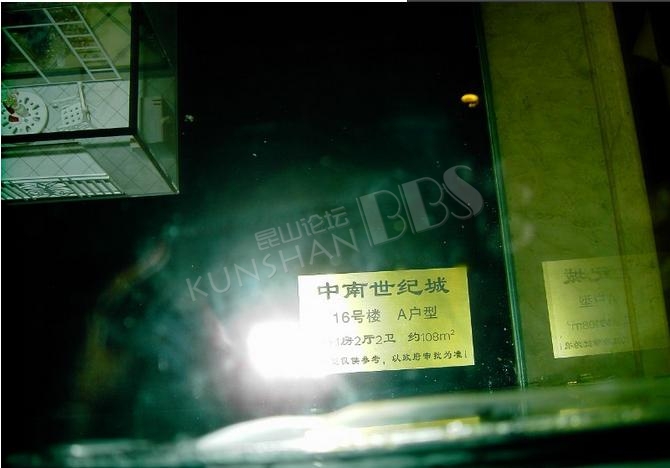 昆山论坛 BBS
KUNSHAN
中南世纪城
16号楼 A户型
+1房2厅2卫 约108m²
仅供参考，以政府审批为准